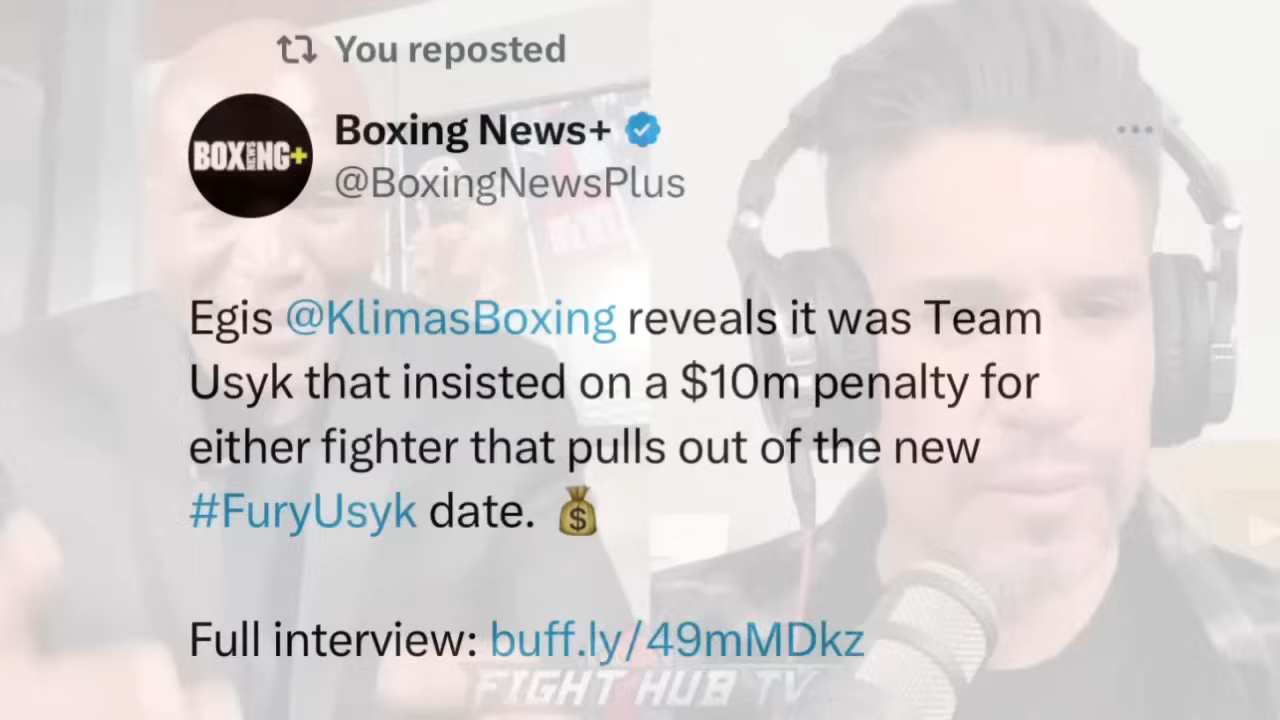 You reposted
BOXING NEWS+
Boxing News+
@BoxingNewsPlus
Egis @KlimasBoxing reveals it was Team
Usyk that insisted on a $10m penalty for
either fighter that pulls out of the new
#FuryUsyk date. 💰
Full interview: buff.ly/49mMDkz
FIGHT HUB TV